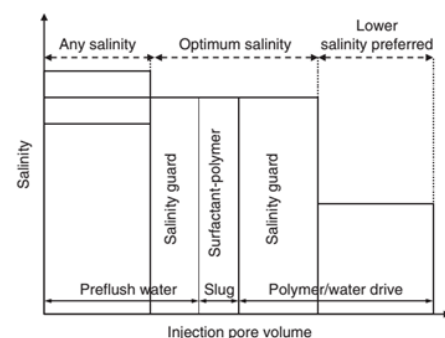 Any salinity
Optimum salinity
Lower
salinity preferred
Salinity
Salinity guard
Surfactant-polymer
Salinity guard
Preflush water
Slug
Polymer/water drive
Injection pore volume